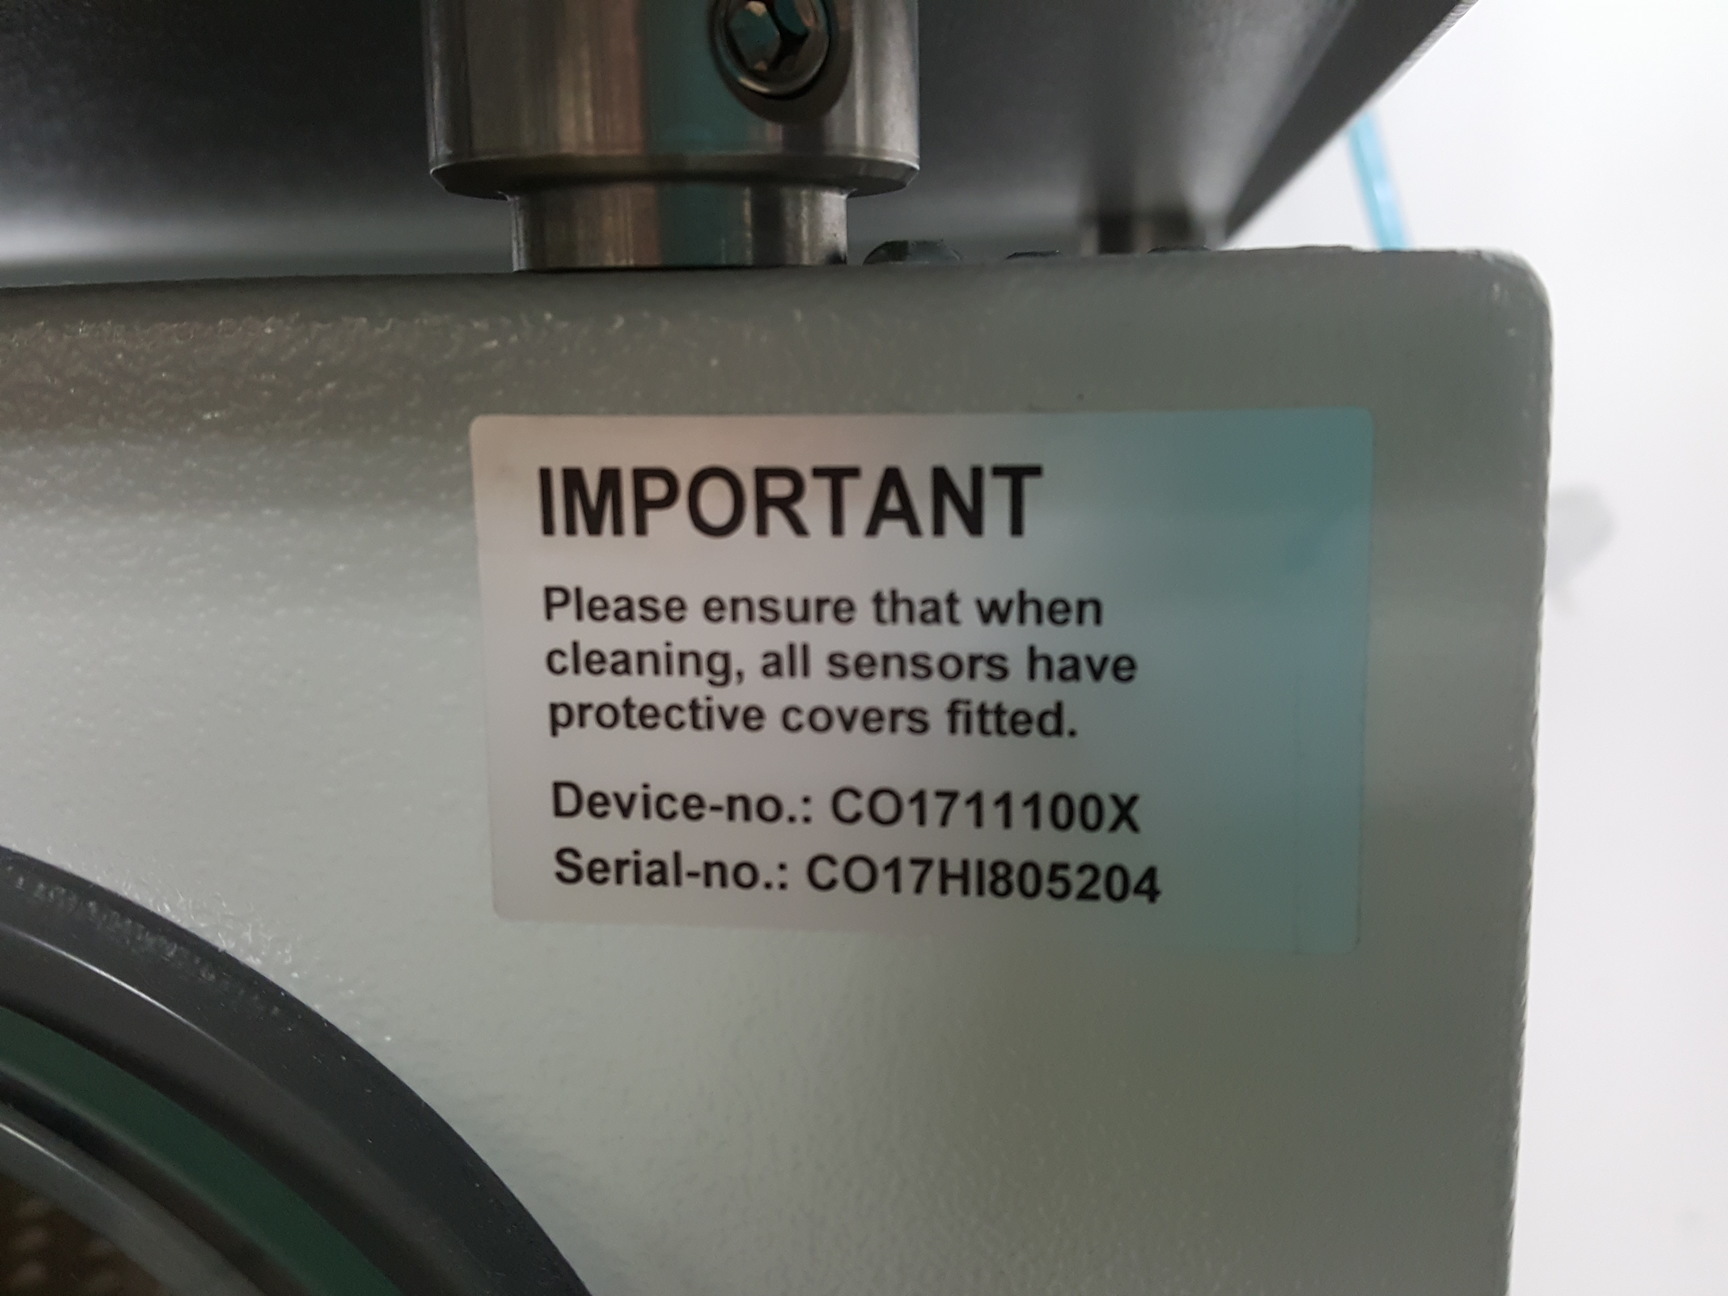 IMPORTANT
Please ensure that when
cleaning, all sensors have
protective covers fitted.
Device-no.: CO1711100X
Serial-no.: CO17HI805204